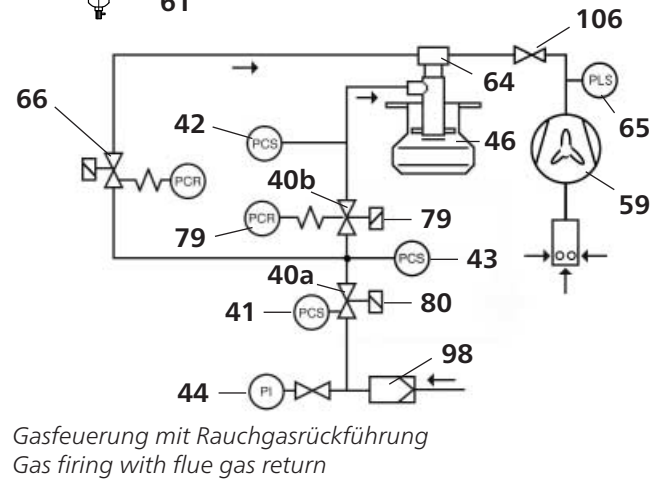 61
106
64
PLS
66
65
42
PCS
46
PCR
40b
59
PCR
79
79
PCS
43
40a
41
PCS
80
98
44
PI
Gasfeuerung mit Rauchgasrückführung
Gas firing with flue gas return